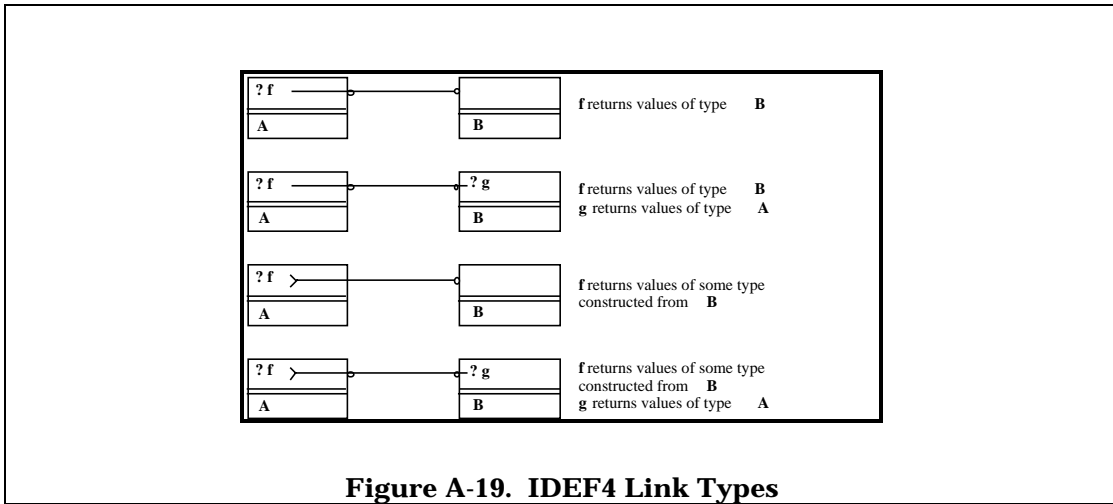 ? f
A
B
f returns values of type B
? f
A
? g
B
f returns values of type B
g returns values of type A
? f
A
B
f returns values of some type
constructed from B
? f
A
? g
B
f returns values of some type
constructed from B
g returns values of type A
Figure A-19. IDEF4 Link Types